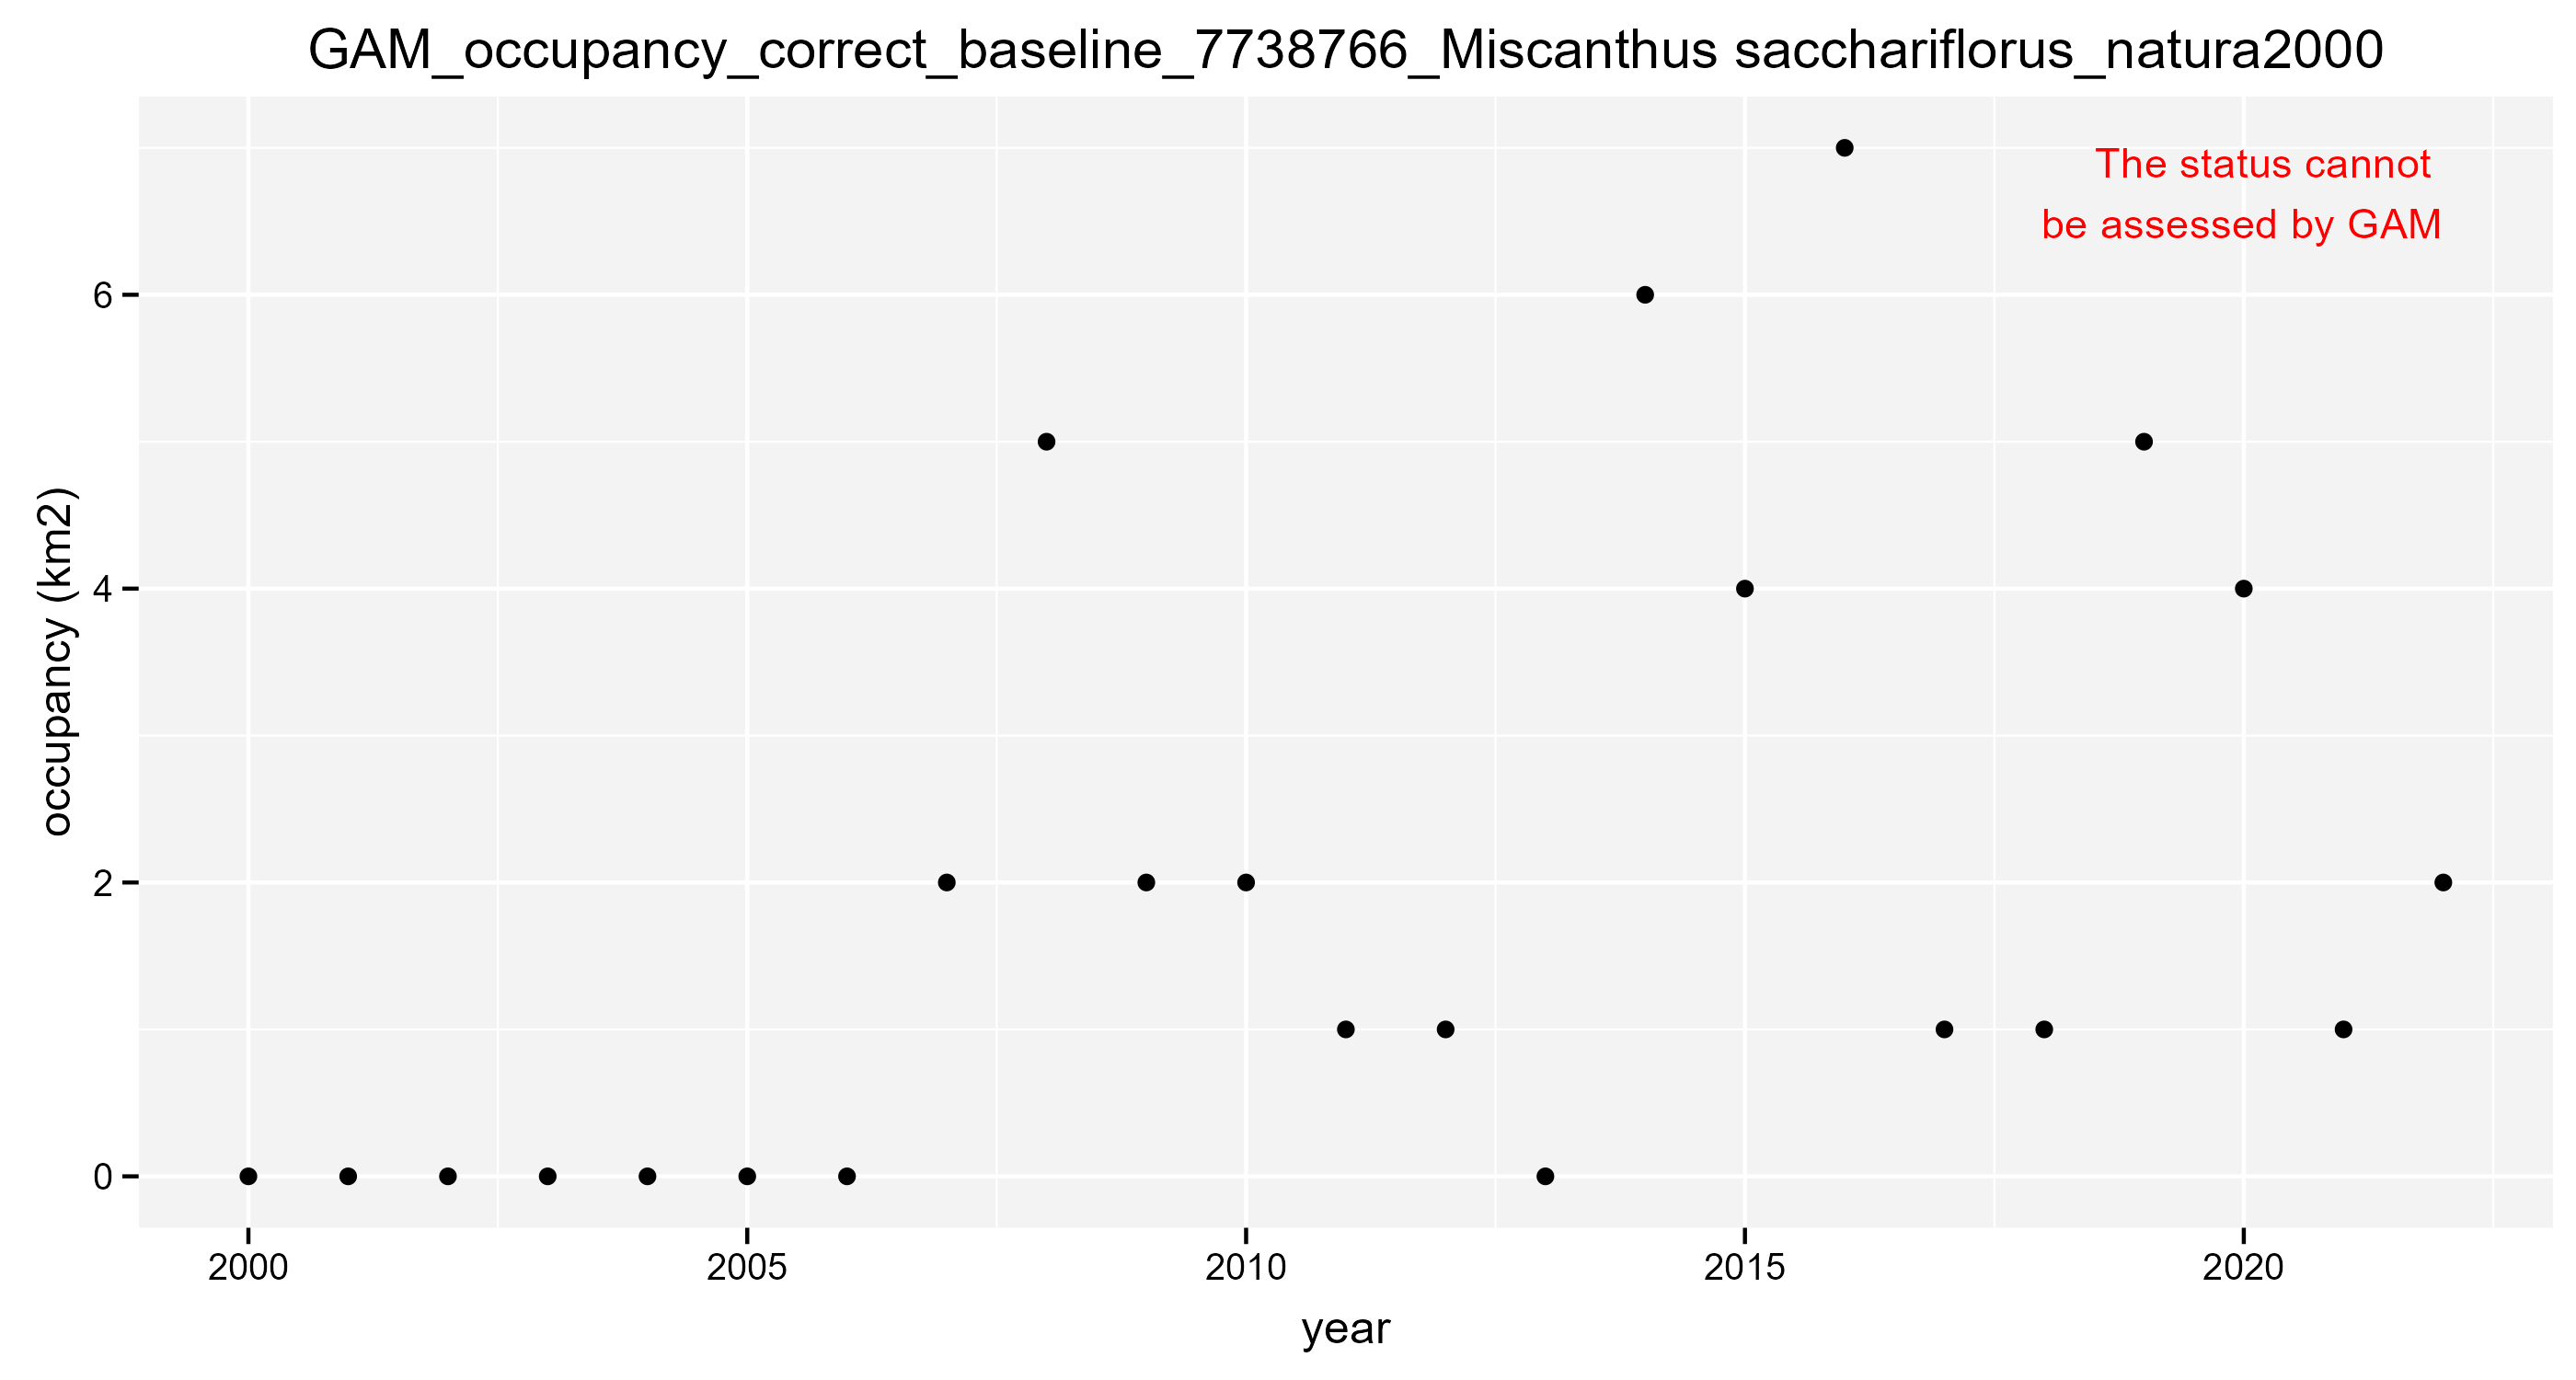 GAM_occupancy_correct_baseline_7738766_Miscanthus sacchariflorus_natura2000
The status cannot
be assessed by GAM
occupancy (km2)
6
4
2
0
2000 2005 2010 2015 2020
year